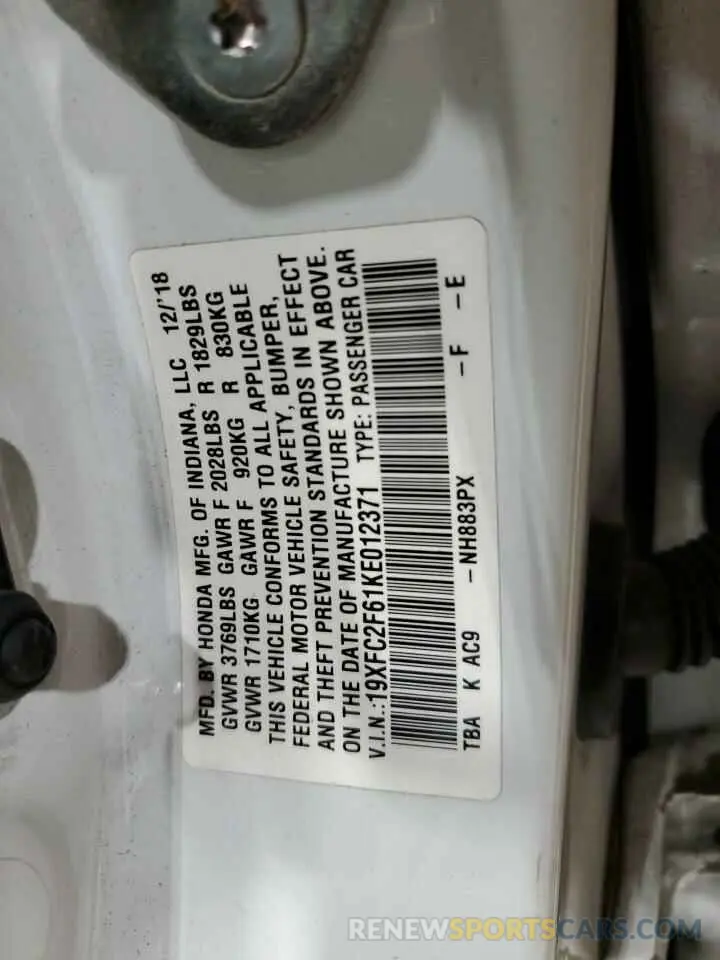 MFD. BY HONDA MFG. OF INDIANA, LLC 12/'18
GVWR 3769LBS GAWR F 2028LBS R 1829LBS
GVWR 1710KG GAWR F 920KG R 830KG
THIS VEHICLE CONFORMS TO ALL APPLICABLE
FEDERAL MOTOR VEHICLE SAFETY, BUMPER,
AND THEFT PREVENTION STANDARDS IN EFFECT
ON THE DATE OF MANUFACTURE SHOWN ABOVE.
V.I.N.:19XFC2F61KE012371 TYPE: PASSENGER CAR
TBA K AC9 -NH883PX -F -E
RENEWSPORTSCARS.COM